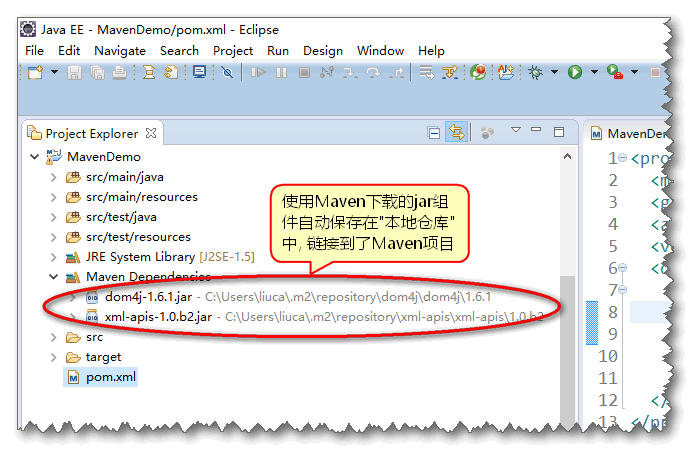 Java EE - MavenDemo/pom.xml - Eclipse
File Edit Navigate Search Project Run Design Window Help
Project Explorer
MavenDemo
src/main/java
src/main/resources
src/test/java
src/test/resources
JRE System Library [J2SE-1.5]
Maven Dependencies
dom4j-1.6.1.jar - C:\Users\liuca\.m2\repository\dom4j\dom4j\1.6.1
xml-apis-1.0.b2.jar - C:\Users\liuca\.m2\repository\xml-apis\xml-apis\1.0.b2
src
target
pom.xml
使用Maven下载的jar组
件自动保存在"本地仓库"
中, 链接到了Maven项目
MavenDem
1 <pro
2 <m
3 <g
4 <a
5 <v
6 <d
7
8
9
10
11
12 </
13 </pr